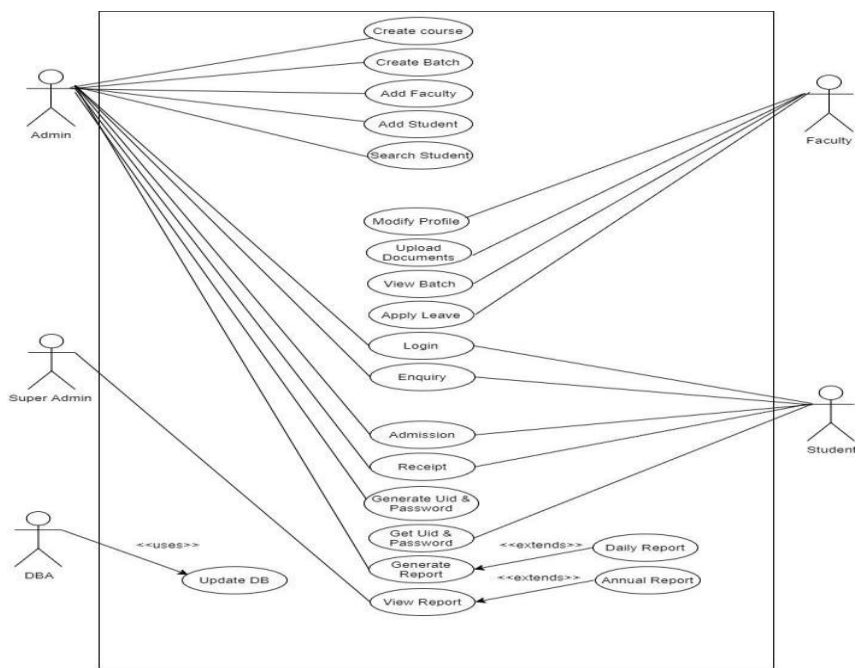 Create course
Create Batch
Add Faculty
Admin
Faculty
Add Student
Search Student
Modify Profile
Upload
Documents
View Batch
Apply Leave
Login
Enquiry
Super Admin
Admission
Student
Receipt
Generate Uid &
Password
Get Uid &
Password
<<uses>>
<<extends>>
Daily Report
DBA
Generate
Report
Update DB
<<extends>>
Annual Report
View Report